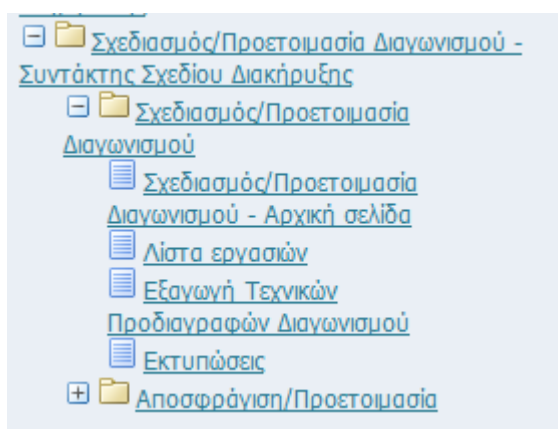 Σχεδιασμός/Προετοιμασία Διαγωνισμού -
Συντάκτης Σχεδίου Διακήρυξης
Σχεδιασμός/Προετοιμασία
Διαγωνισμού
Σχεδιασμός/Προετοιμασία
Διαγωνισμού - Αρχική σελίδα
Λίστα εργασιών
Εξαγωγή Τεχνικών
Προδιαγραφών Διαγωνισμού
Εκτυπώσεις
Αποσφράγιση/Προετοιμασία